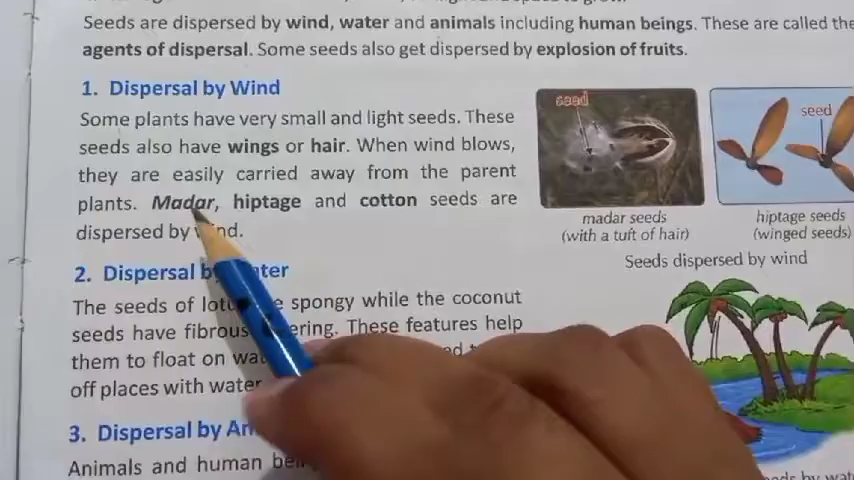 Seeds are dispersed by wind, water and animals including human beings. These are called the
agents of dispersal. Some seeds also get dispersed by explosion of fruits.
1. Dispersal by Wind
Some plants have very small and light seeds. These
seeds also have wings or hair. When wind blows,
they are easily carried away from the parent
plants. Madar, hiptage and cotton seeds are
dispersed by wind.
seed
seed
madar seeds
(with a tuft of hair)
hiptage seeds
(winged seeds)
Seeds dispersed by wind
2. Dispersal by Water
The seeds of lotus spongy while the coconut
seeds have fibrous covering. These features help
them to float on
off places with water
3. Dispersal by
Animals and human